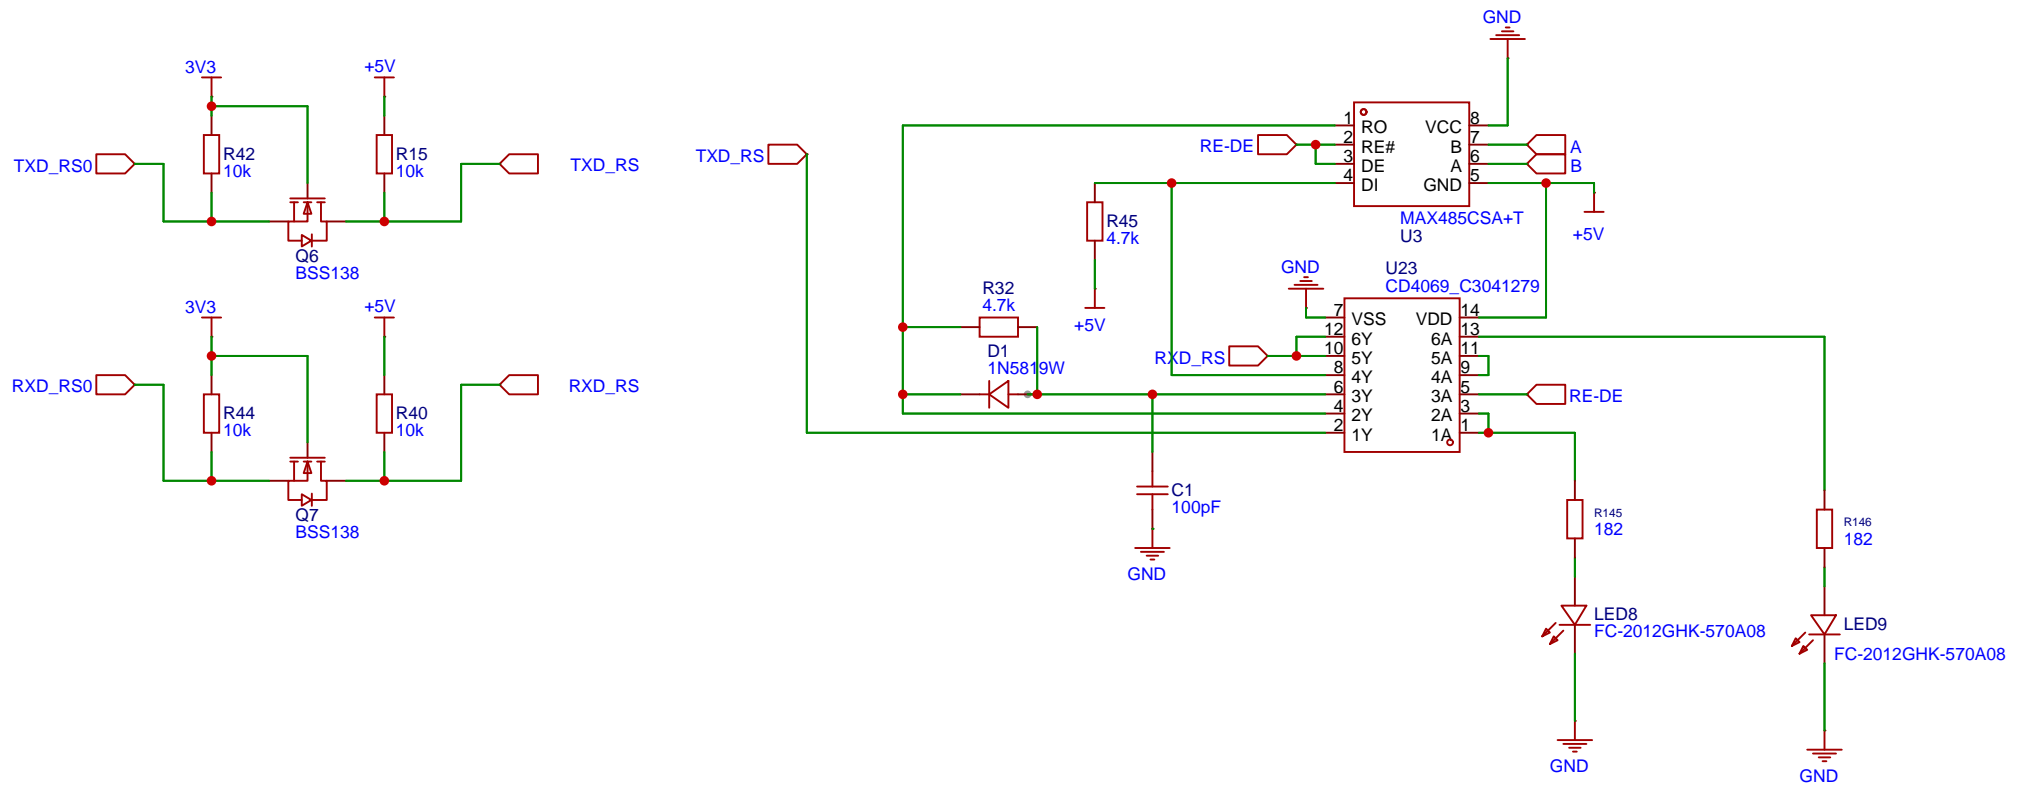 3V3
+5V
TXD_RS0
R42
10k
R15
10k
TXD_RS
Q6
BSS138
3V3
+5V
RXD_RS0
R44
10k
R40
10k
RXD_RS
Q7
BSS138
GND
TXD_RS
RE-DE
1 RO VCC 8
2 RE# B 7
3 DE A 6
4 DI GND 5
A
B
MAX485CSA+T
U3
+5V
R45
4.7k
+5V
R32
4.7k
D1
1N5819W
GND
U23
CD4069_C3041279
RXD_RS
7 VSS VDD 14
12 6Y 6A 13
10 5Y 5A 11
8 4Y 4A 9
6 3Y 3A 5
4 2Y 2A 3
2 1Y 1A 1
RE-DE
C1
100pF
GND
R145
182
R146
182
LED8
FC-2012GHK-570A08
LED9
FC-2012GHK-570A08
GND
GND